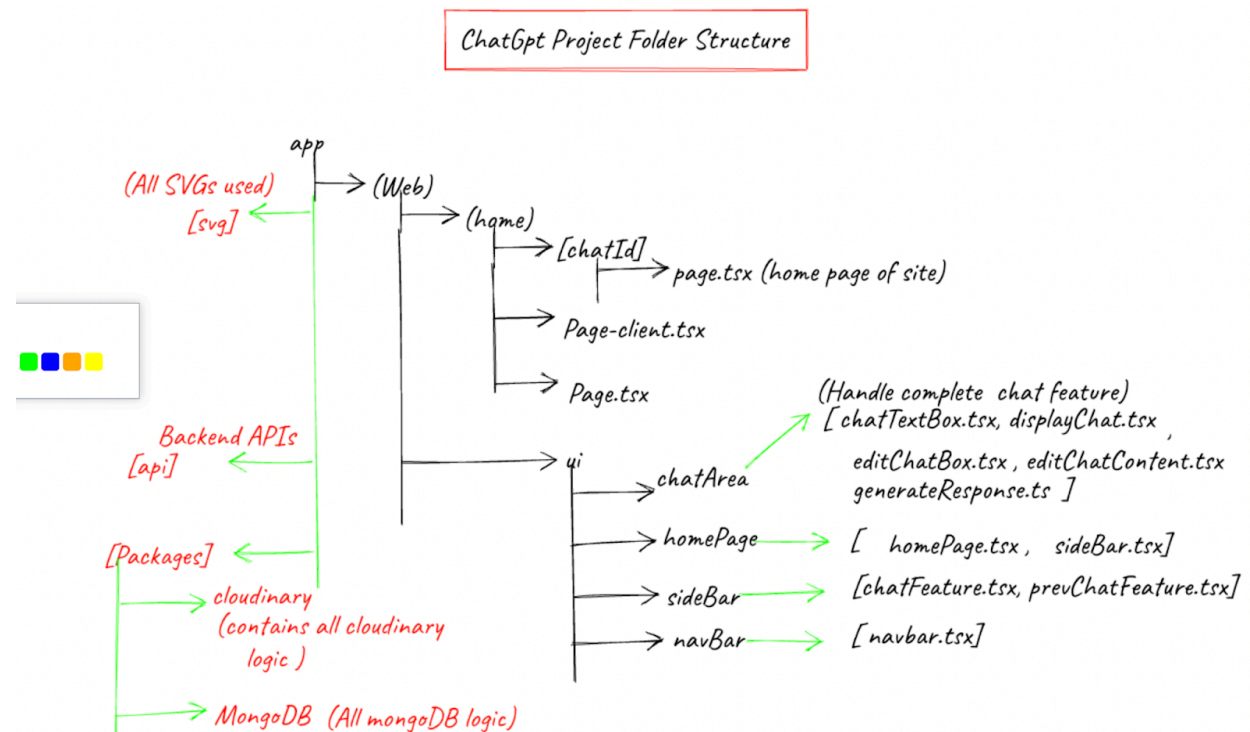 ChatGpt Project Folder Structure
app
(All SVGs used)
[svg]
(Web)
(home)
[chatId]
page.tsx (home page of site)
Page-client.tsx
Page.tsx
Backend APIs
[api]
ui
chatArea
(Handle complete chat feature)
[chatTextBox.tsx, displayChat.tsx ,
editChatBox.tsx , editChatContent.tsx
generateResponse.ts ]
homePage
[ homePage.tsx , sideBar.tsx]
sideBar
[chatFeature.tsx, prevChatFeature.tsx]
navBar
[navbar.tsx]
[Packages]
cloudinary
(contains all cloudinary
logic )
MongoDB (All mongoDB logic)